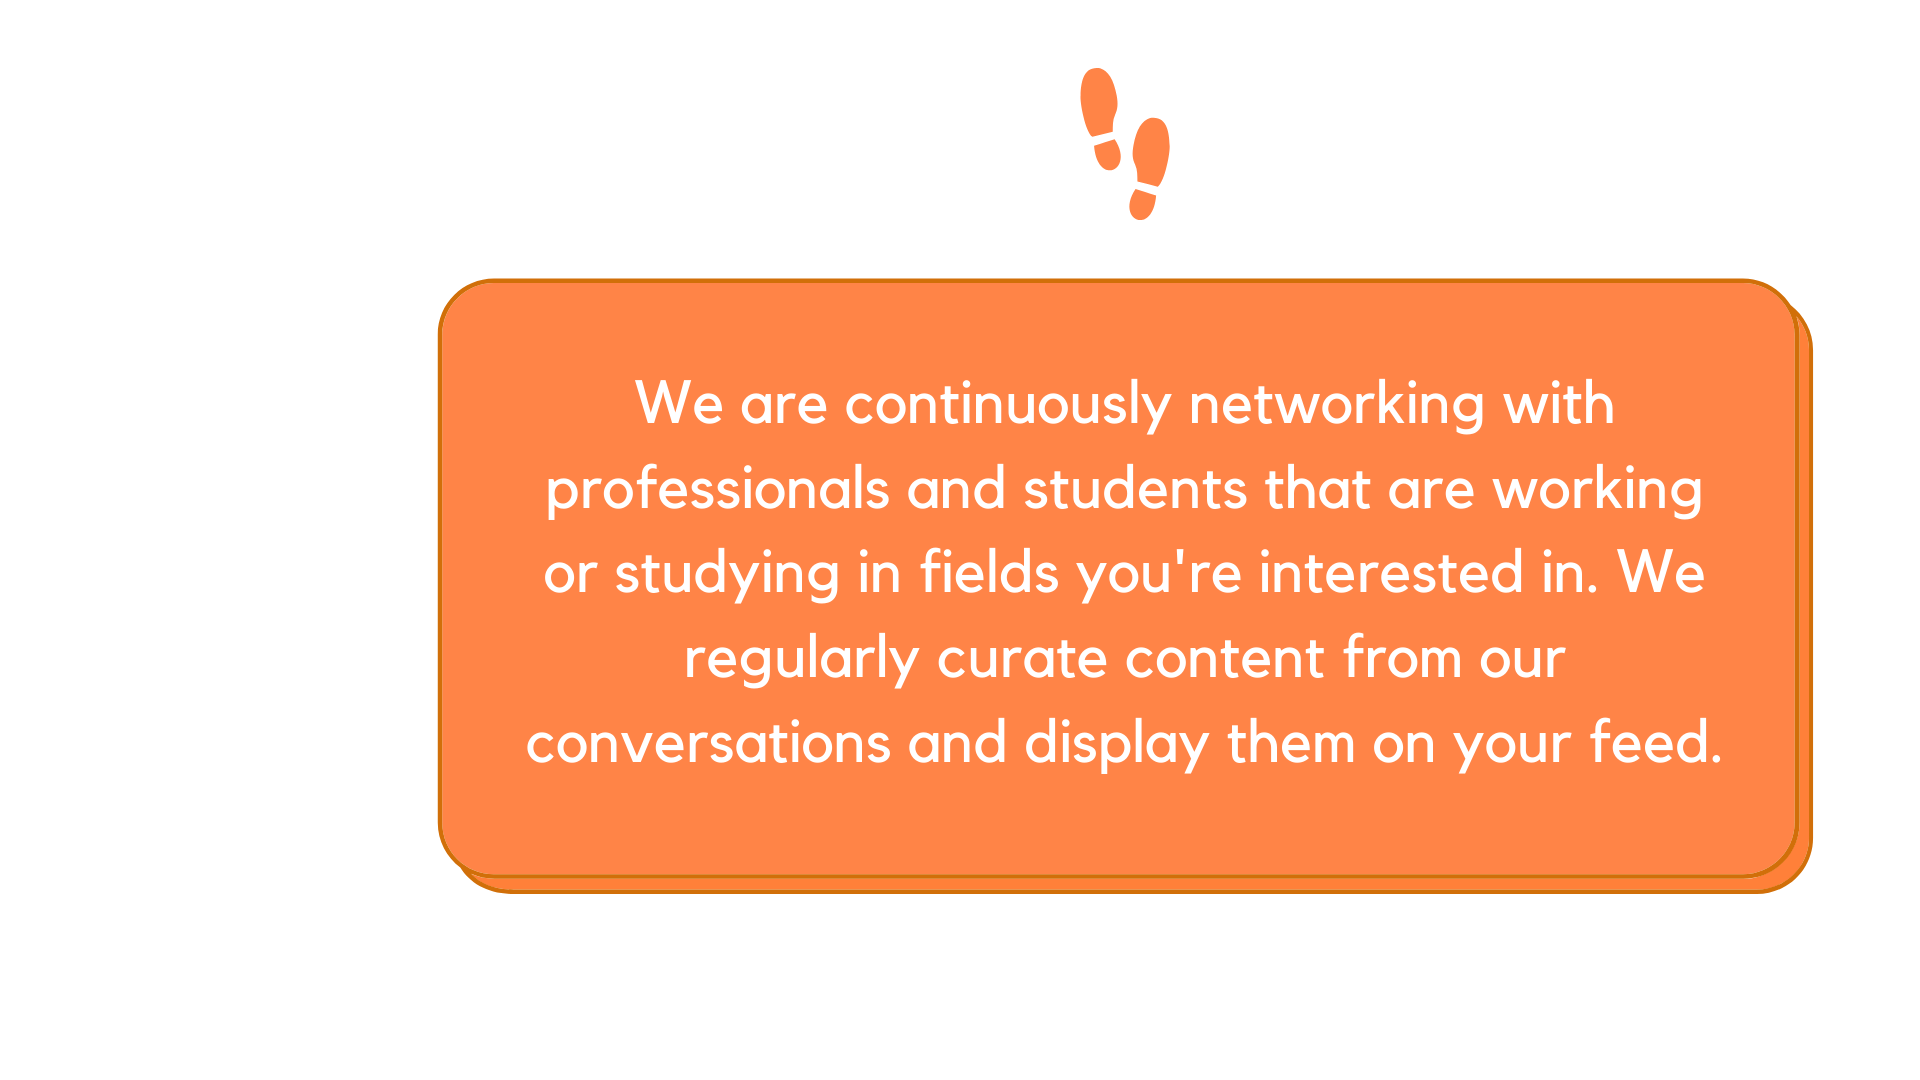 We are continuously networking with
professionals and students that are working
or studying in fields you're interested in. We
regularly curate content from our
conversations and display them on your feed.